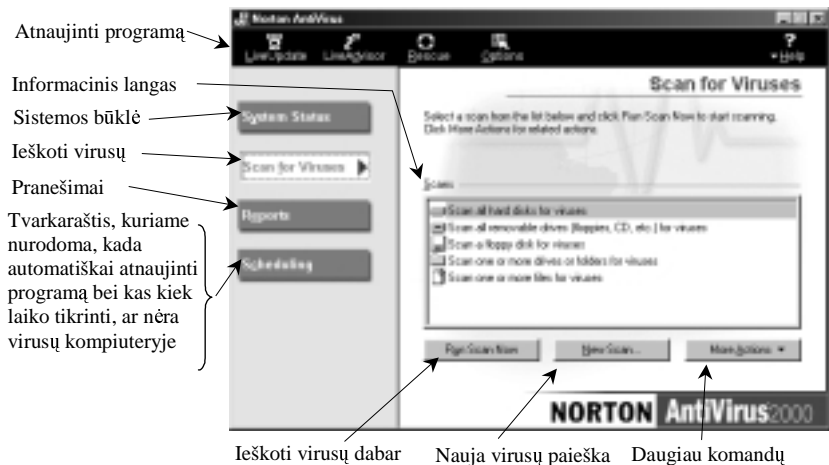 Norton AntiVirus
Atnaujinti programą
LiveUpdate LiveAdvisor Rescue Options Help
Informacinis langas
Scan for Viruses
Sistemos būklė
System Status
Select a scan from the list below and click Run Scan Now to start scanning.
Click More Actions for related actions.
Ieškoti virusų
Scan for Viruses
Scans
Pranešimai
Reports
Scan all hard disks for viruses
Scan all removable drives (floppies, CD, etc.) for viruses
Scan a floppy disk for viruses
Scan one or more drives or folders for viruses
Scan one or more files for viruses
Tvarkaraštis, kuriame
nurodoma, kada
automatiškai atnaujinti
programą bei kas kiek
laiko tikrinti, ar nėra
virusų kompiuteryje
Scheduling
Run Scan Now New Scan... More Actions
NORTON AntiVirus 2000
Ieškoti virusų dabar Nauja virusų paieška Daugiau komandų